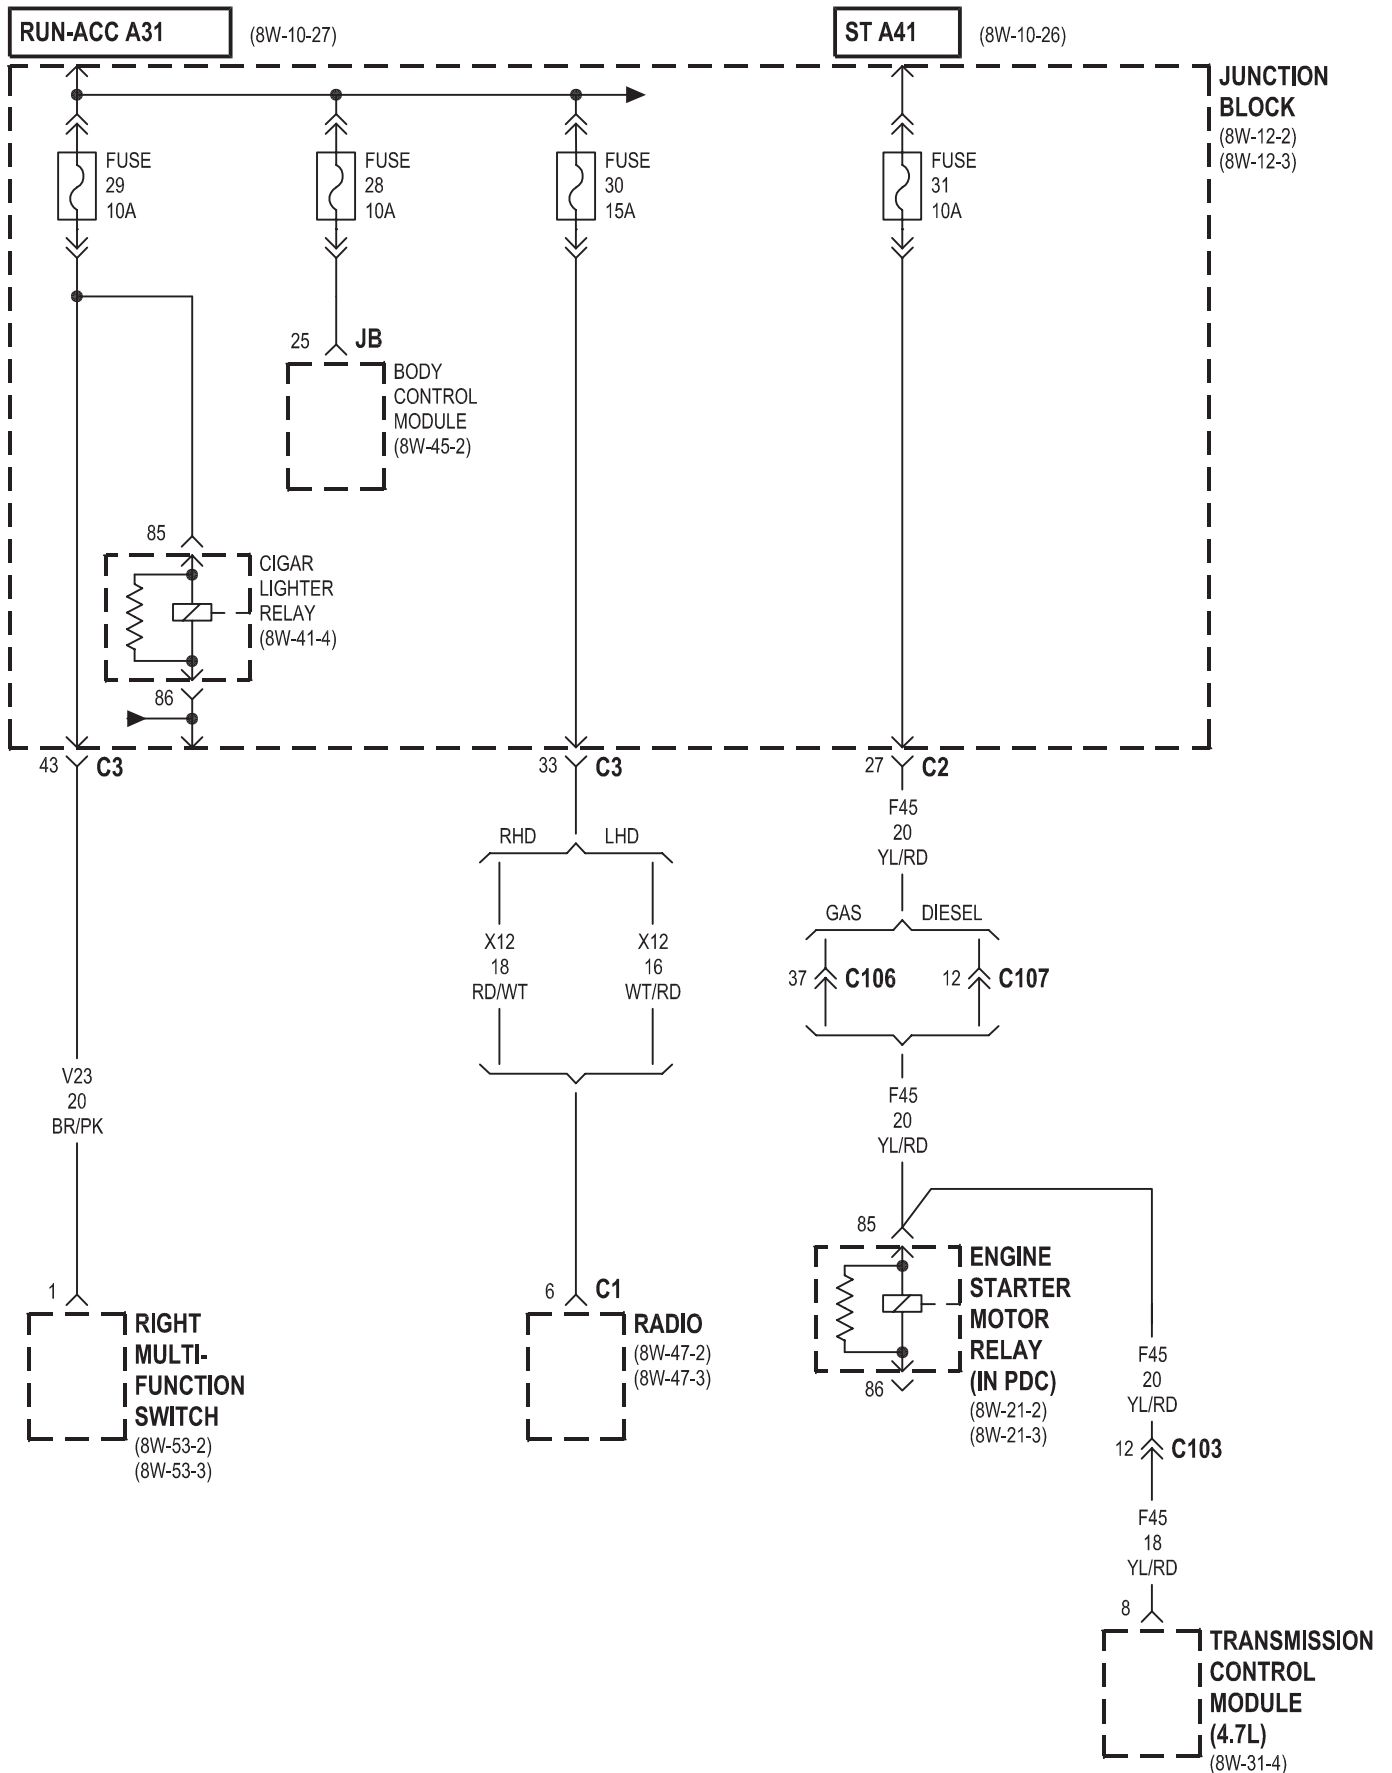 RUN-ACC A31
(8W-10-27)
ST A41
(8W-10-26)
JUNCTION
BLOCK
(8W-12-2)
(8W-12-3)
FUSE
29
10A
FUSE
28
10A
FUSE
30
15A
FUSE
31
10A
25
JB
BODY
CONTROL
MODULE
(8W-45-2)
85
CIGAR
LIGHTER
RELAY
(8W-41-4)
86
43
C3
33
C3
27
C2
F45
20
YL/RD
RHD
LHD
GAS
DIESEL
X12
18
RD/WT
X12
16
WT/RD
37
C106
12
C107
V23
20
BR/PK
F45
20
YL/RD
85
ENGINE
STARTER
MOTOR
RELAY
(IN PDC)
(8W-21-2)
(8W-21-3)
86
1
RIGHT
MULTI-
FUNCTION
SWITCH
(8W-53-2)
(8W-53-3)
6
C1
RADIO
(8W-47-2)
(8W-47-3)
F45
20
YL/RD
12
C103
F45
18
YL/RD
8
TRANSMISSION
CONTROL
MODULE
(4.7L)
(8W-31-4)